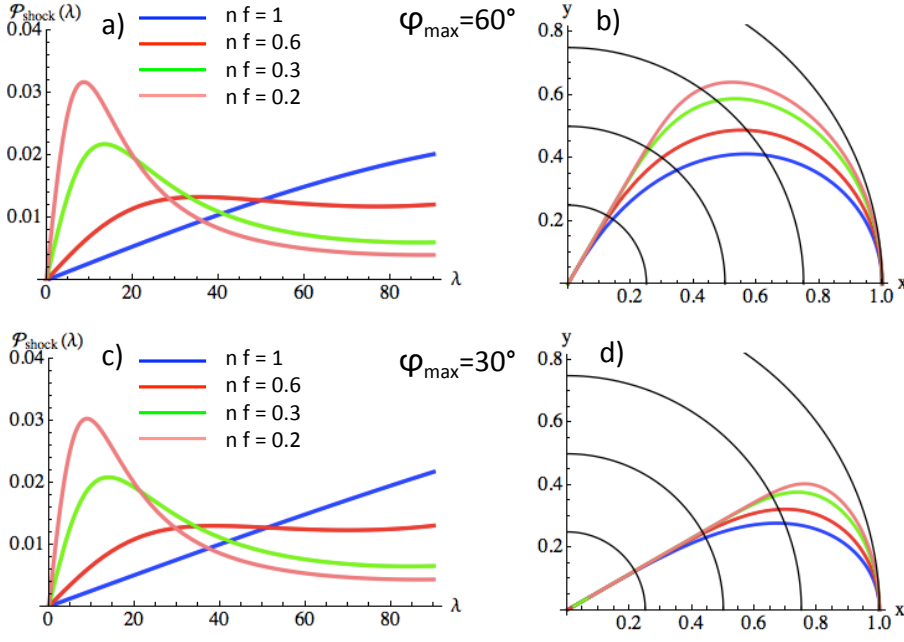 𝒫shock(λ)
a)
n f = 1
n f = 0.6
n f = 0.3
n f = 0.2
φmax=60°
0.04
0.03
0.02
0.01
0
20
40
60
80
λ
y
b)
0.8
0.6
0.4
0.2
0.2
0.4
0.6
0.8
1.0
x
𝒫shock(λ)
c)
n f = 1
n f = 0.6
n f = 0.3
n f = 0.2
φmax=30°
0.04
0.03
0.02
0.01
0
20
40
60
80
λ
y
d)
0.8
0.6
0.4
0.2
0.2
0.4
0.6
0.8
1.0
x